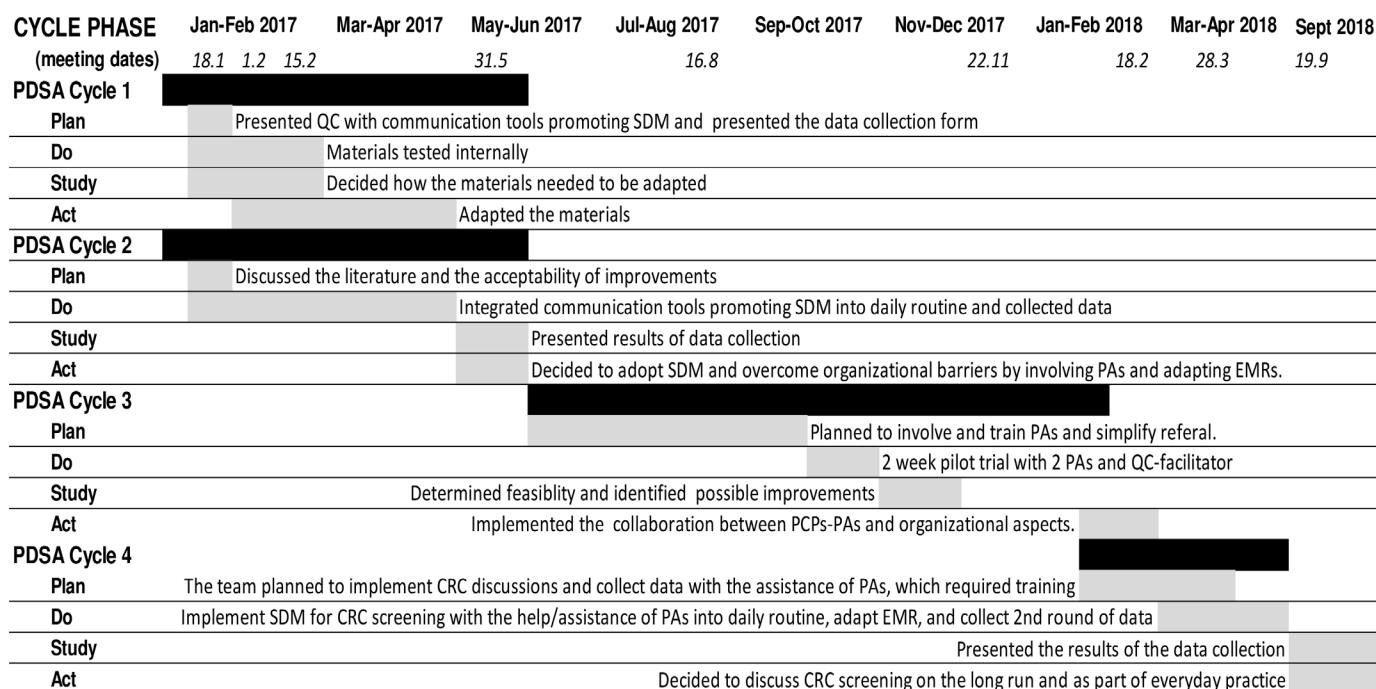 CYCLE PHASE Jan-Feb 2017 Mar-Apr 2017 May-Jun 2017 Jul-Aug 2017 Sep-Oct 2017 Nov-Dec 2017 Jan-Feb 2018 Mar-Apr 2018 Sept 2018
(meeting dates) 18.1 1.2 15.2 31.5 16.8 22.11 18.2 28.3 19.9
PDSA Cycle 1
Plan Presented QC with communication tools promoting SDM and presented the data collection form
Do Materials tested internally
Study Decided how the materials needed to be adapted
Act Adapted the materials
PDSA Cycle 2
Plan Discussed the literature and the acceptability of improvements
Do Integrated communication tools promoting SDM into daily routine and collected data
Study Presented results of data collection
Act Decided to adopt SDM and overcome organizational barriers by involving PAs and adapting EMRs.
PDSA Cycle 3
Plan Planned to involve and train PAs and simplify referal.
Do 2 week pilot trial with 2 PAs and QC-facilitator
Study Determined feasiblity and identified possible improvements
Act Implemented the collaboration between PCPs-PAs and organizational aspects.
PDSA Cycle 4
Plan The team planned to implement CRC discussions and collect data with the assistance of PAs, which required training
Do Implement SDM for CRC screening with the help/assistance of PAs into daily routine, adapt EMR, and collect 2nd round of data
Study Presented the results of the data collection
Act Decided to discuss CRC screening on the long run and as part of everyday practice